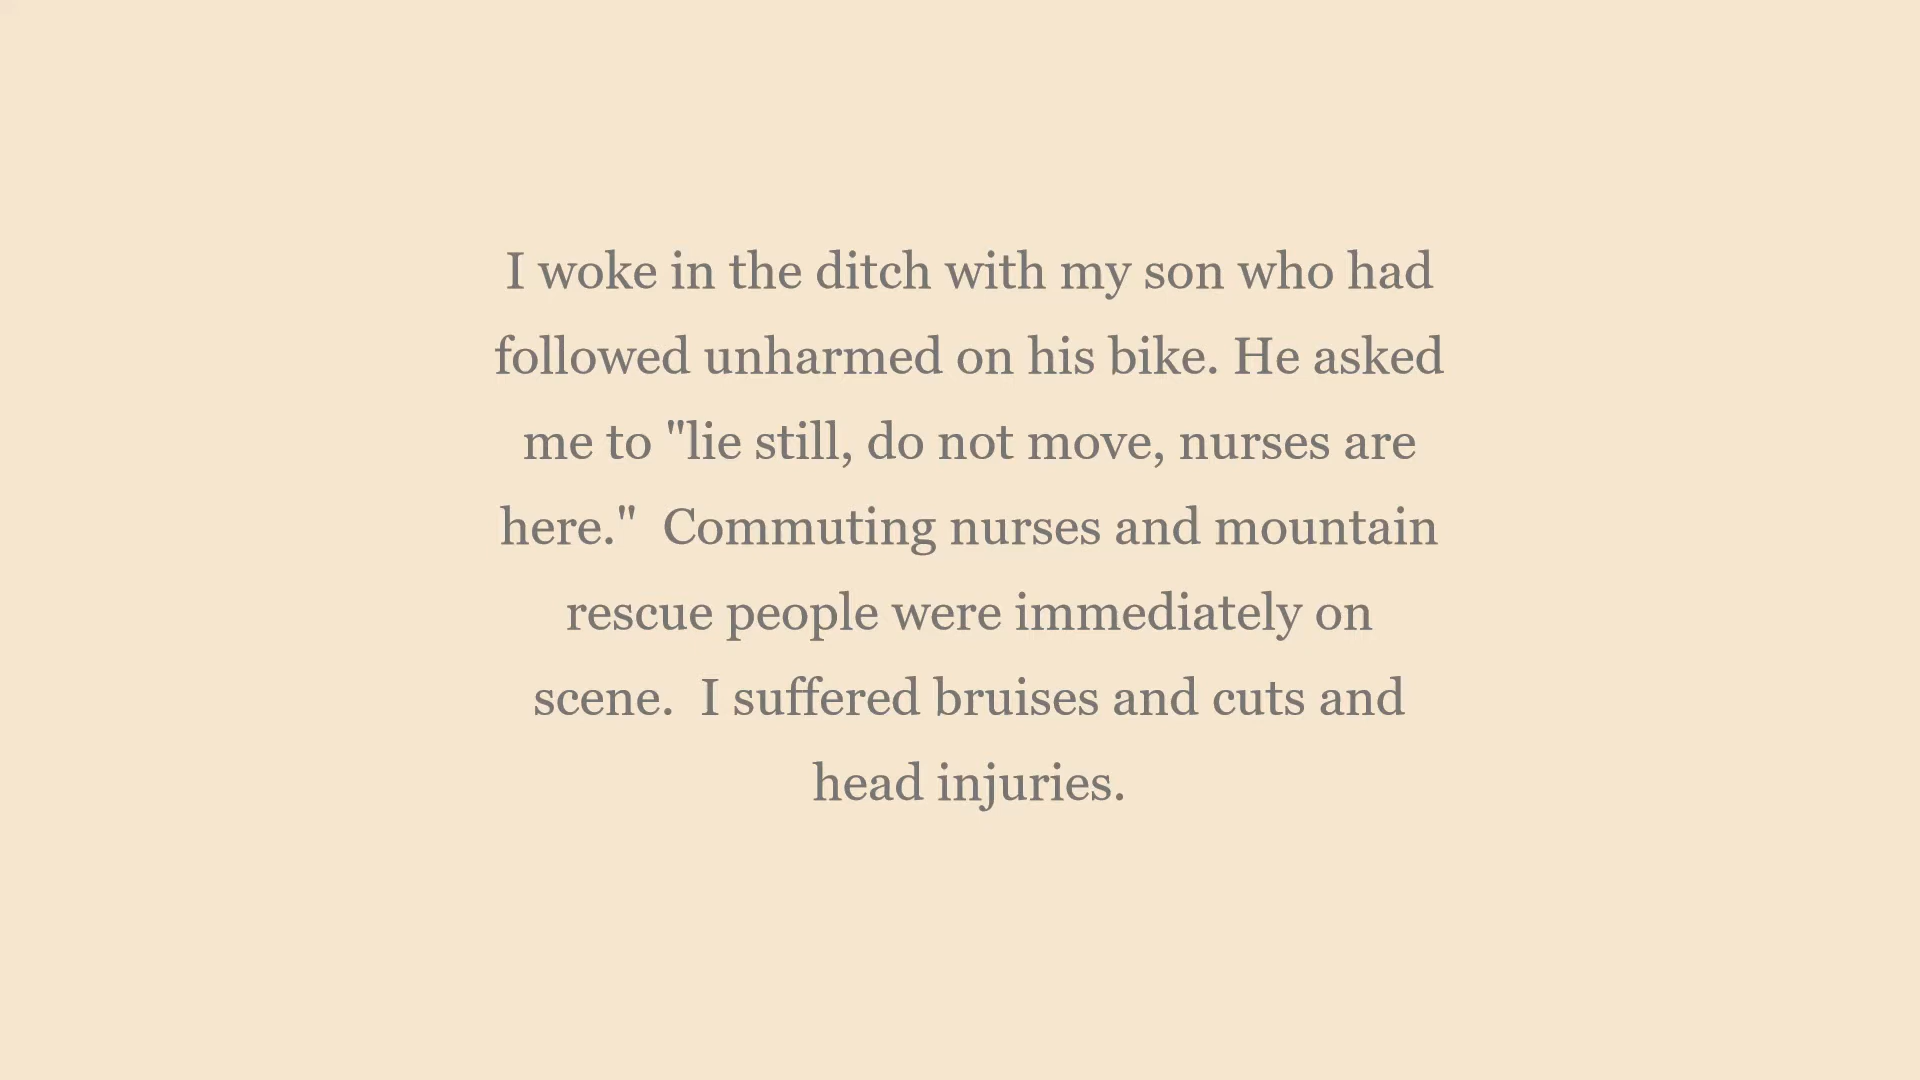 I woke in the ditch with my son who had
followed unharmed on his bike. He asked
me to "lie still, do not move, nurses are
here."  Commuting nurses and mountain
rescue people were immediately on
scene.  I suffered bruises and cuts and
head injuries.